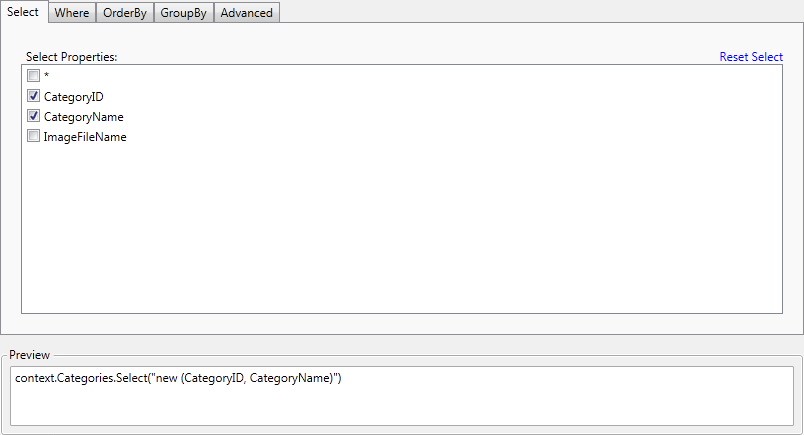 Select Where OrderBy GroupBy Advanced
Select Properties: Reset Select
*
CategoryID
CategoryName
ImageFileName
Preview
context.Categories.Select("new (CategoryID, CategoryName)")